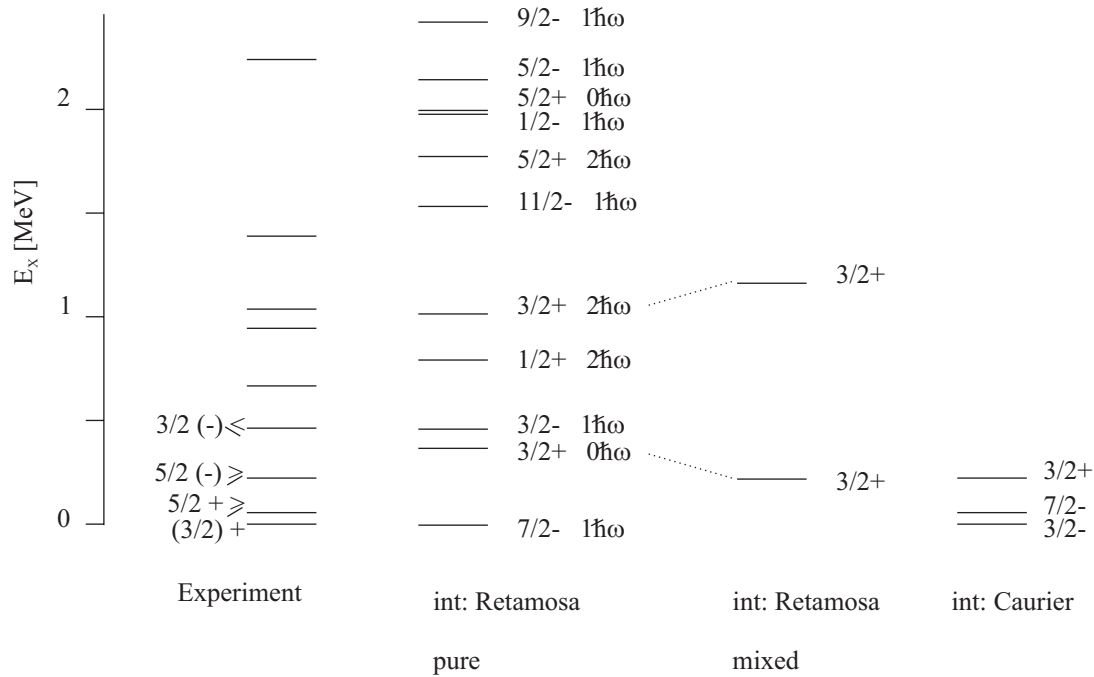 9/2- 1ħω
5/2- 1ħω
2
5/2+ 0ħω
1/2- 1ħω
5/2+ 2ħω
11/2- 1ħω
E_x [MeV]
3/2+
1
3/2+ 2ħω
1/2+ 2ħω
3/2 (-) ⩽
3/2- 1ħω
3/2+ 0ħω
5/2 (-) ⩾
3/2+
3/2+
5/2 + ⩾
7/2-
0
(3/2) +
7/2- 1ħω
3/2-
Experiment
int: Retamosa
int: Retamosa
int: Caurier
pure
mixed